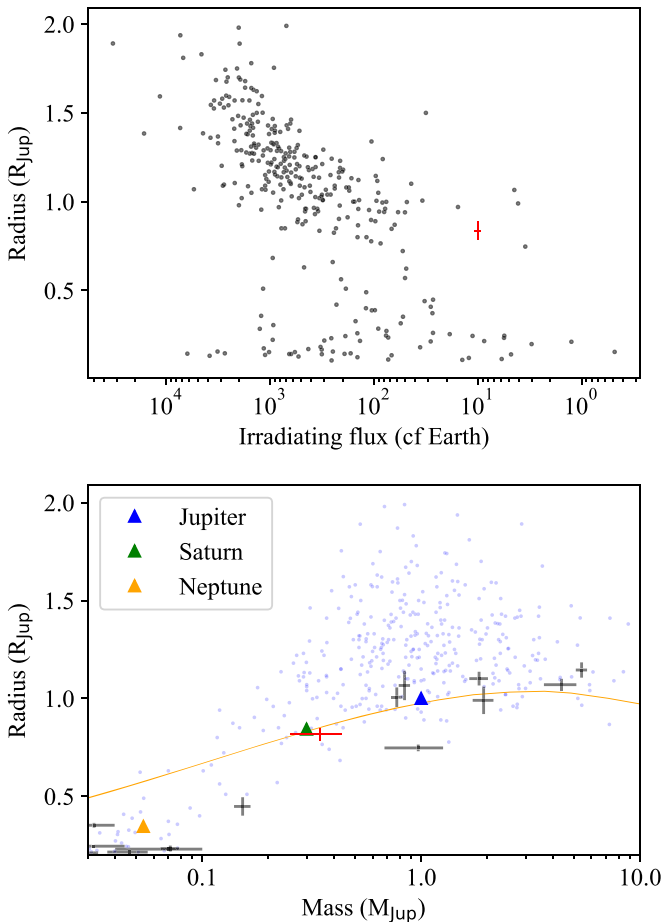 2.0
1.5
1.0
0.5
Radius (R_Jup)
10^4 10^3 10^2 10^1 10^0
Irradiating flux (cf Earth)
2.0
1.5
1.0
0.5
Radius (R_Jup)
Jupiter
Saturn
Neptune
0.1 1.0 10.0
Mass (M_Jup)